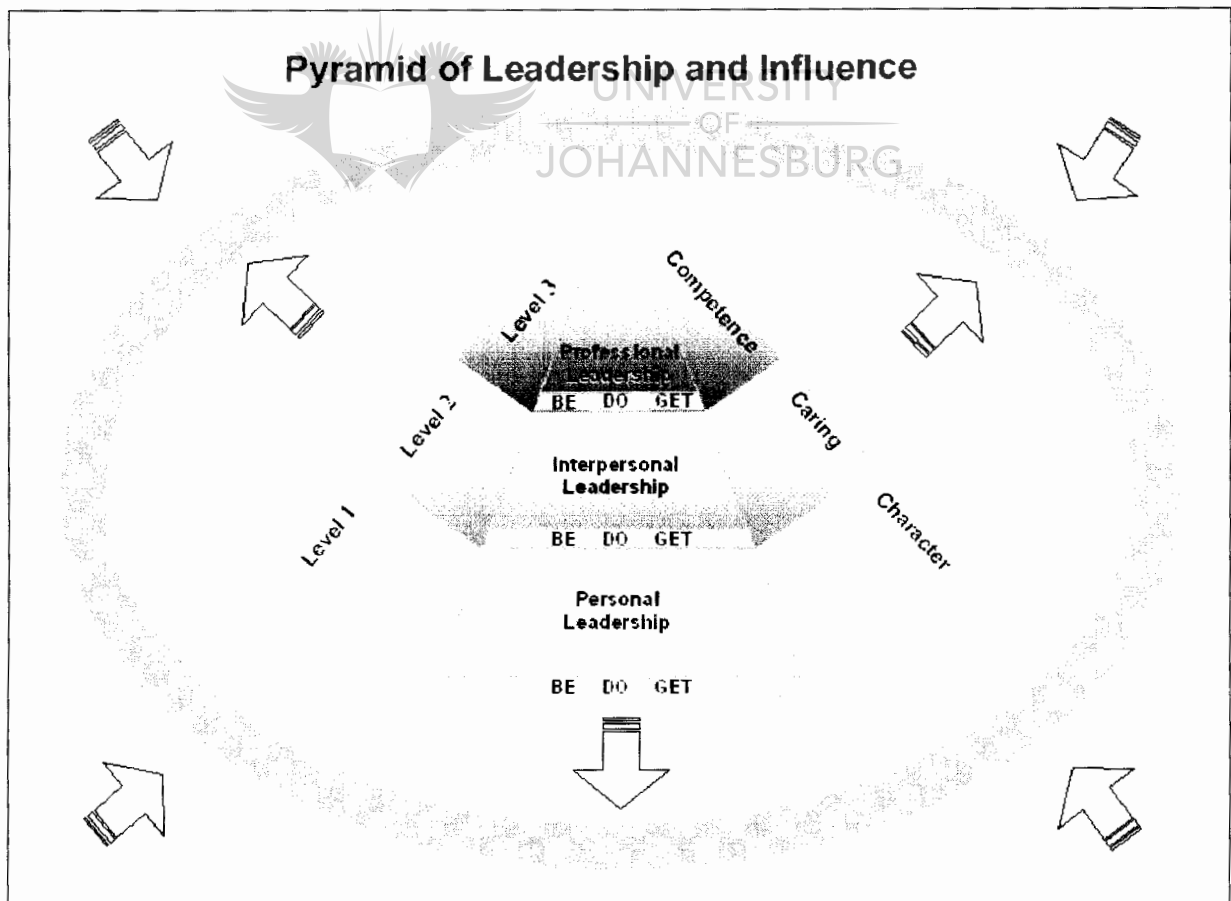 Pyramid of Leadership and Influence
UNIVERSITY
OF
JOHANNESBURG
Level 3
Competence
Professional
Leadership
BE DO GET
Level 2
Caring
Interpersonal
Leadership
BE DO GET
Level 1
Character
Personal
Leadership
BE DO GET